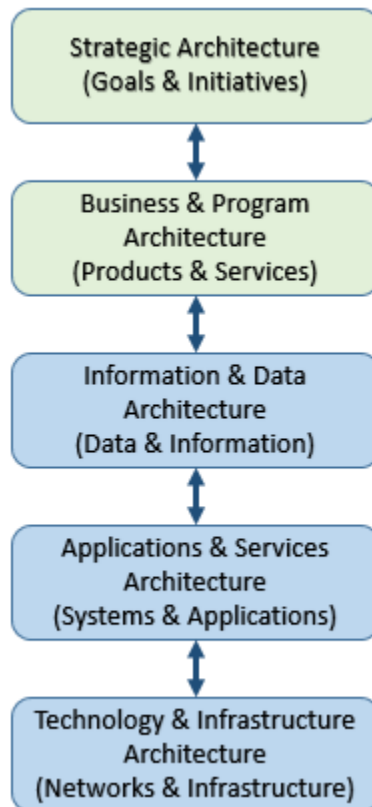 Strategic Architecture
(Goals & Initiatives)
Business & Program
Architecture
(Products & Services)
Information & Data
Architecture
(Data & Information)
Applications & Services
Architecture
(Systems & Applications)
Technology & Infrastructure
Architecture
(Networks & Infrastructure)